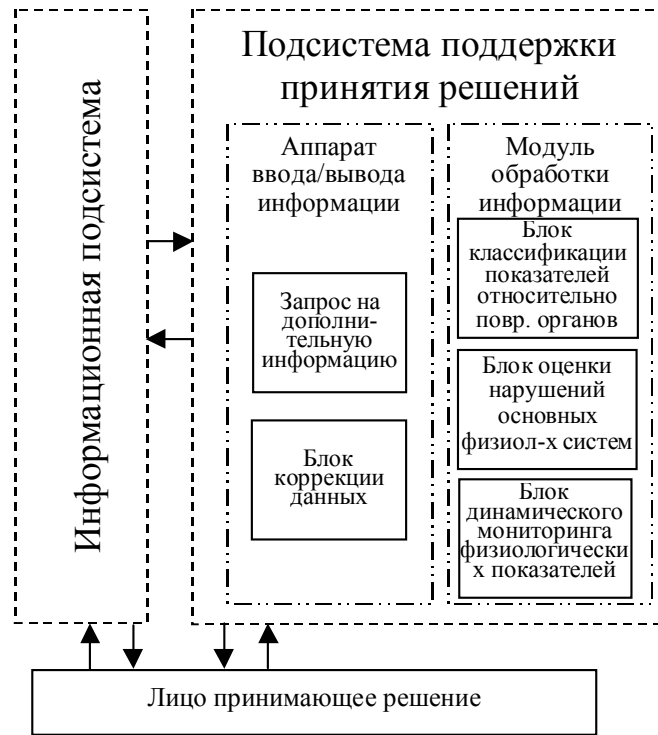 Информационная подсистема
Подсистема поддержки
принятия решений
Аппарат
ввода/вывода
информации
Запрос на
дополни-
тельную
информацию
Блок
коррекции
данных
Модуль
обработки
информации
Блок
классификации
показателей
относительно
повр. органов
Блок оценки
нарушений
основных
физиол-х систем
Блок
динамического
мониторинга
физиологически
х показателей
Лицо принимающее решение